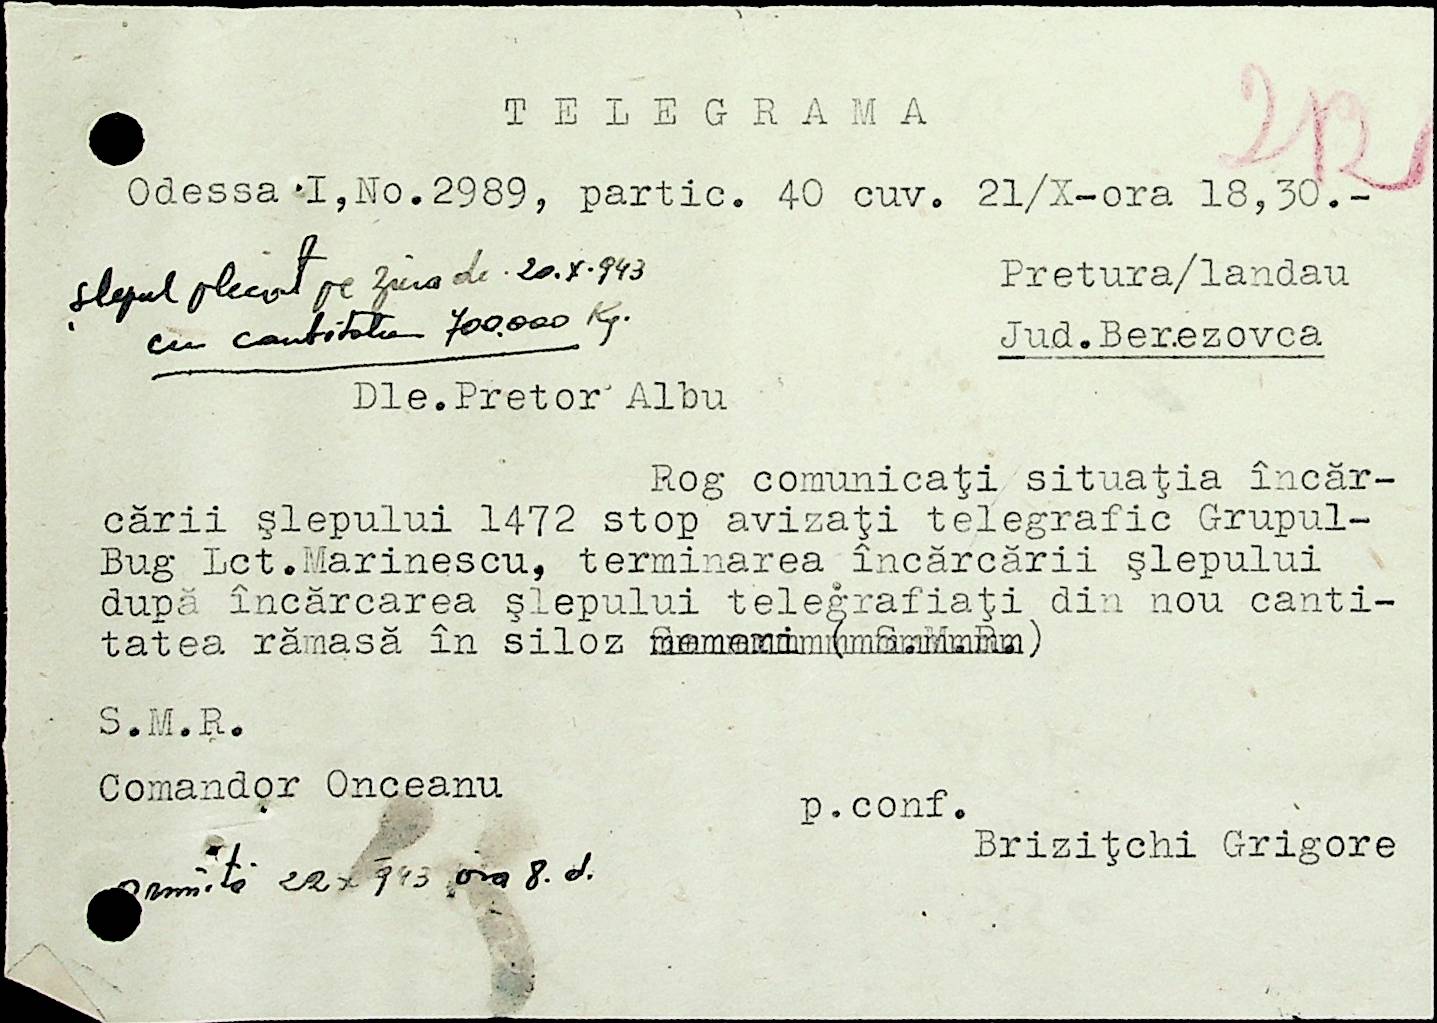 T E L E G R A M A
212
Odessa I,No.2989, partic. 40 cuv. 21/X-ora 18,30.-
șlepul plecat pe ziua de 20.X.943
cu cantitatea 700.000 Kg.
Pretura/landau
Jud.Berezovca
Dle.Pretor Albu
Rog comunicaţi situaţia încăr-
cării şlepului 1472 stop avizaţi telegrafic Grupul-
Bug Lct.Marinescu, terminarea încărcării şlepului
după încărcarea şlepului telegrafiaţi din nou canti-
tatea rămasă în siloz
S.M.R.
Comandor Onceanu
p.conf.
Briziţchi Grigore
primită 22 X 943 ora 8. d.